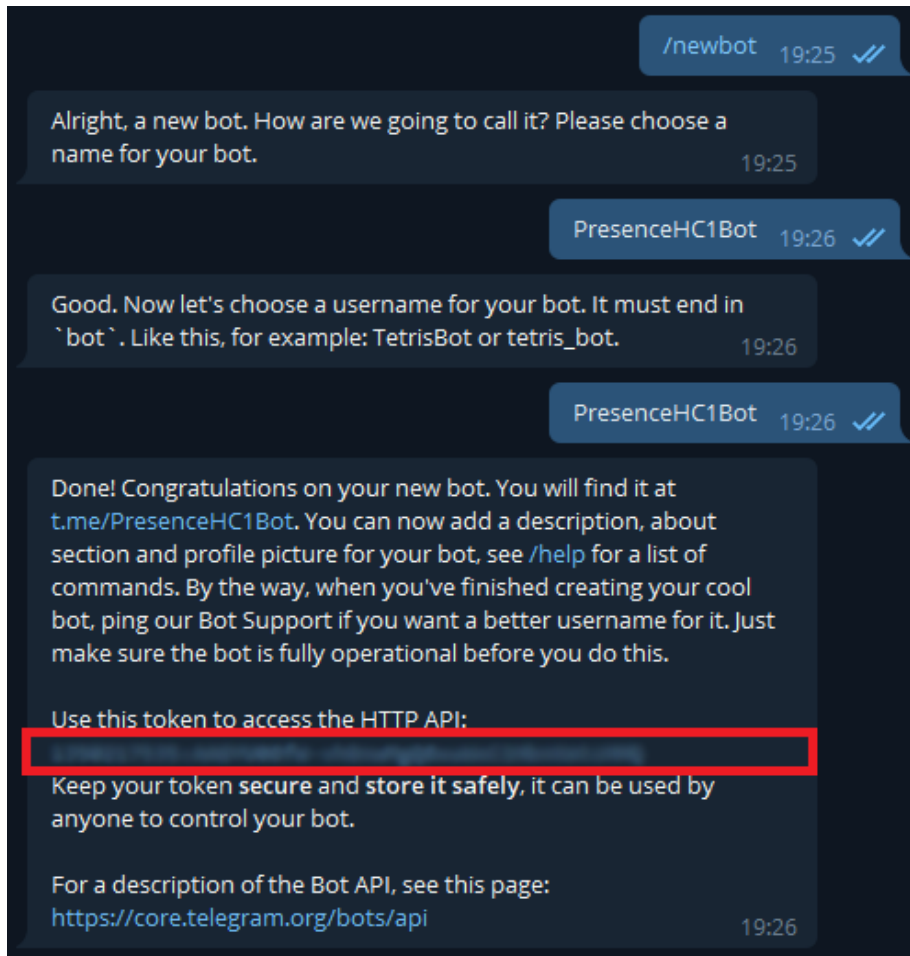 /newbot 19:25
Alright, a new bot. How are we going to call it? Please choose a
name for your bot.
19:25
PresenceHC1Bot 19:26
Good. Now let's choose a username for your bot. It must end in
`bot`. Like this, for example: TetrisBot or tetris_bot.
19:26
PresenceHC1Bot 19:26
Done! Congratulations on your new bot. You will find it at
t.me/PresenceHC1Bot. You can now add a description, about
section and profile picture for your bot, see /help for a list of
commands. By the way, when you've finished creating your cool
bot, ping our Bot Support if you want a better username for it. Just
make sure the bot is fully operational before you do this.
Use this token to access the HTTP API:
Keep your token secure and store it safely, it can be used by
anyone to control your bot.
For a description of the Bot API, see this page:
https://core.telegram.org/bots/api
19:26